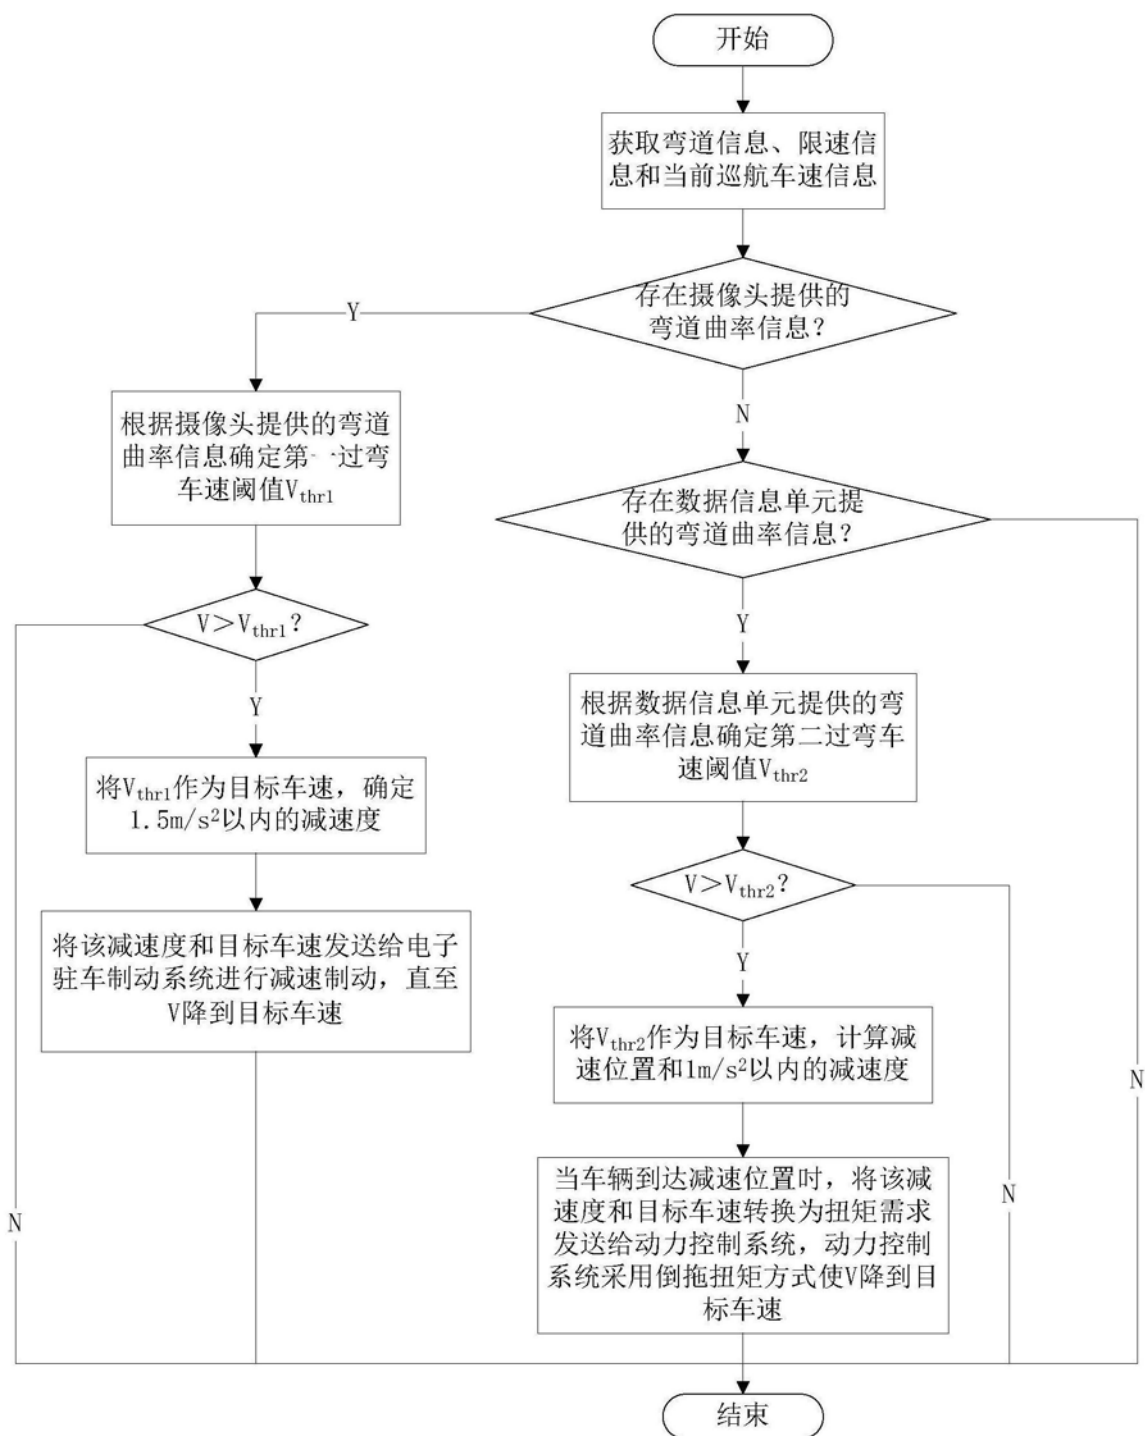 开始
获取弯道信息、限速信
息和当前巡航车速信息
存在摄像头提供的
弯道曲率信息？
Y
N
根据摄像头提供的弯道
曲率信息确定第一过弯
车速阈值Vthr1
存在数据信息单元提
供的弯道曲率信息？
V＞Vthr1？
Y
Y
根据数据信息单元提供的弯
道曲率信息确定第二过弯车
速阈值Vthr2
将Vthr1作为目标车速，确定
1.5m/s²以内的减速度
V＞Vthr2？
将该减速度和目标车速发送给电子
驻车制动系统进行减速制动，直至
V降到目标车速
Y
将Vthr2作为目标车速，计算减
速位置和1m/s²以内的减速度
N
当车辆到达减速位置时，将该减
速度和目标车速转换为扭矩需求
发送给动力控制系统，动力控制
系统采用倒拖扭矩方式使V降到目
标车速
N
N
结束